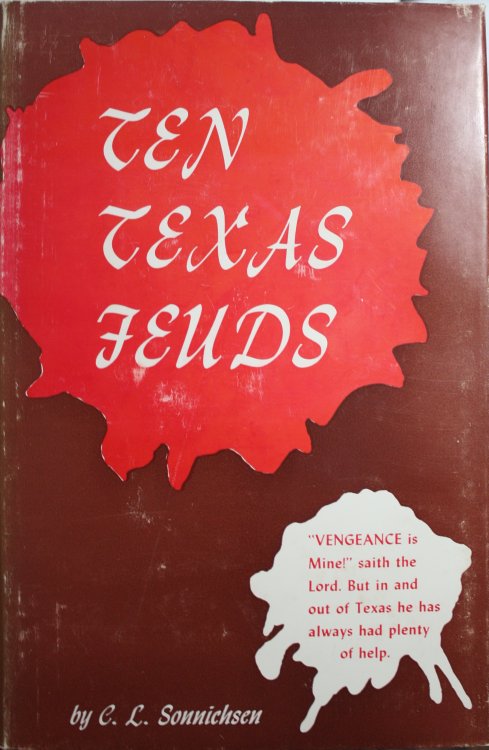 TEN
TEXAS
FEUDS
"VENGEANCE is
Mine!" saith the
Lord. But in and
out of Texas he has
always had plenty
of help.
by C. L. Sonnichsen